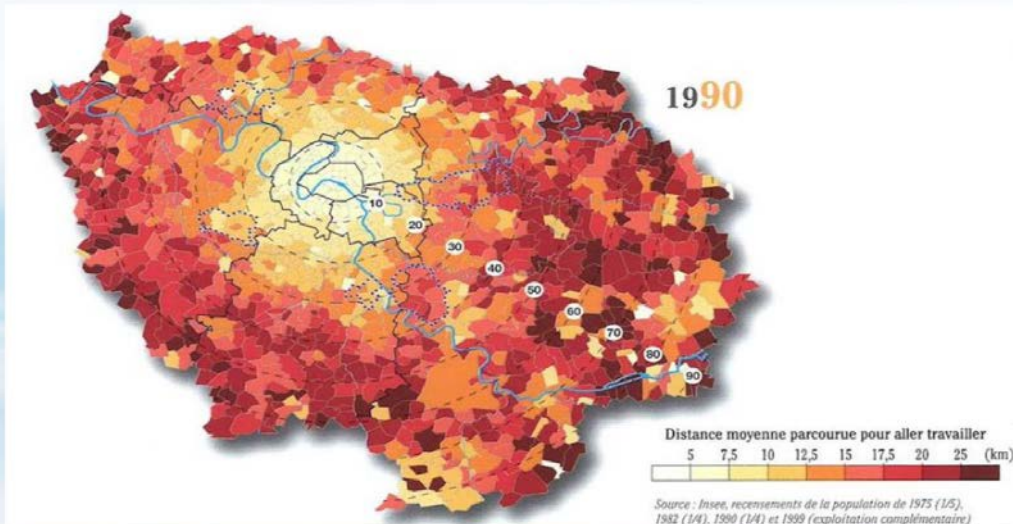 1990
10
20
30
40
50
60
70
80
90
Distance moyenne parcourue pour aller travailler
5 7,5 10 12,5 15 17,5 20 25 (km)
Source : Insee, recensements de la population de 1975 (1/5),
1982 (1/4), 1990 (1/4) et 1999 (exploitation complémentaire)